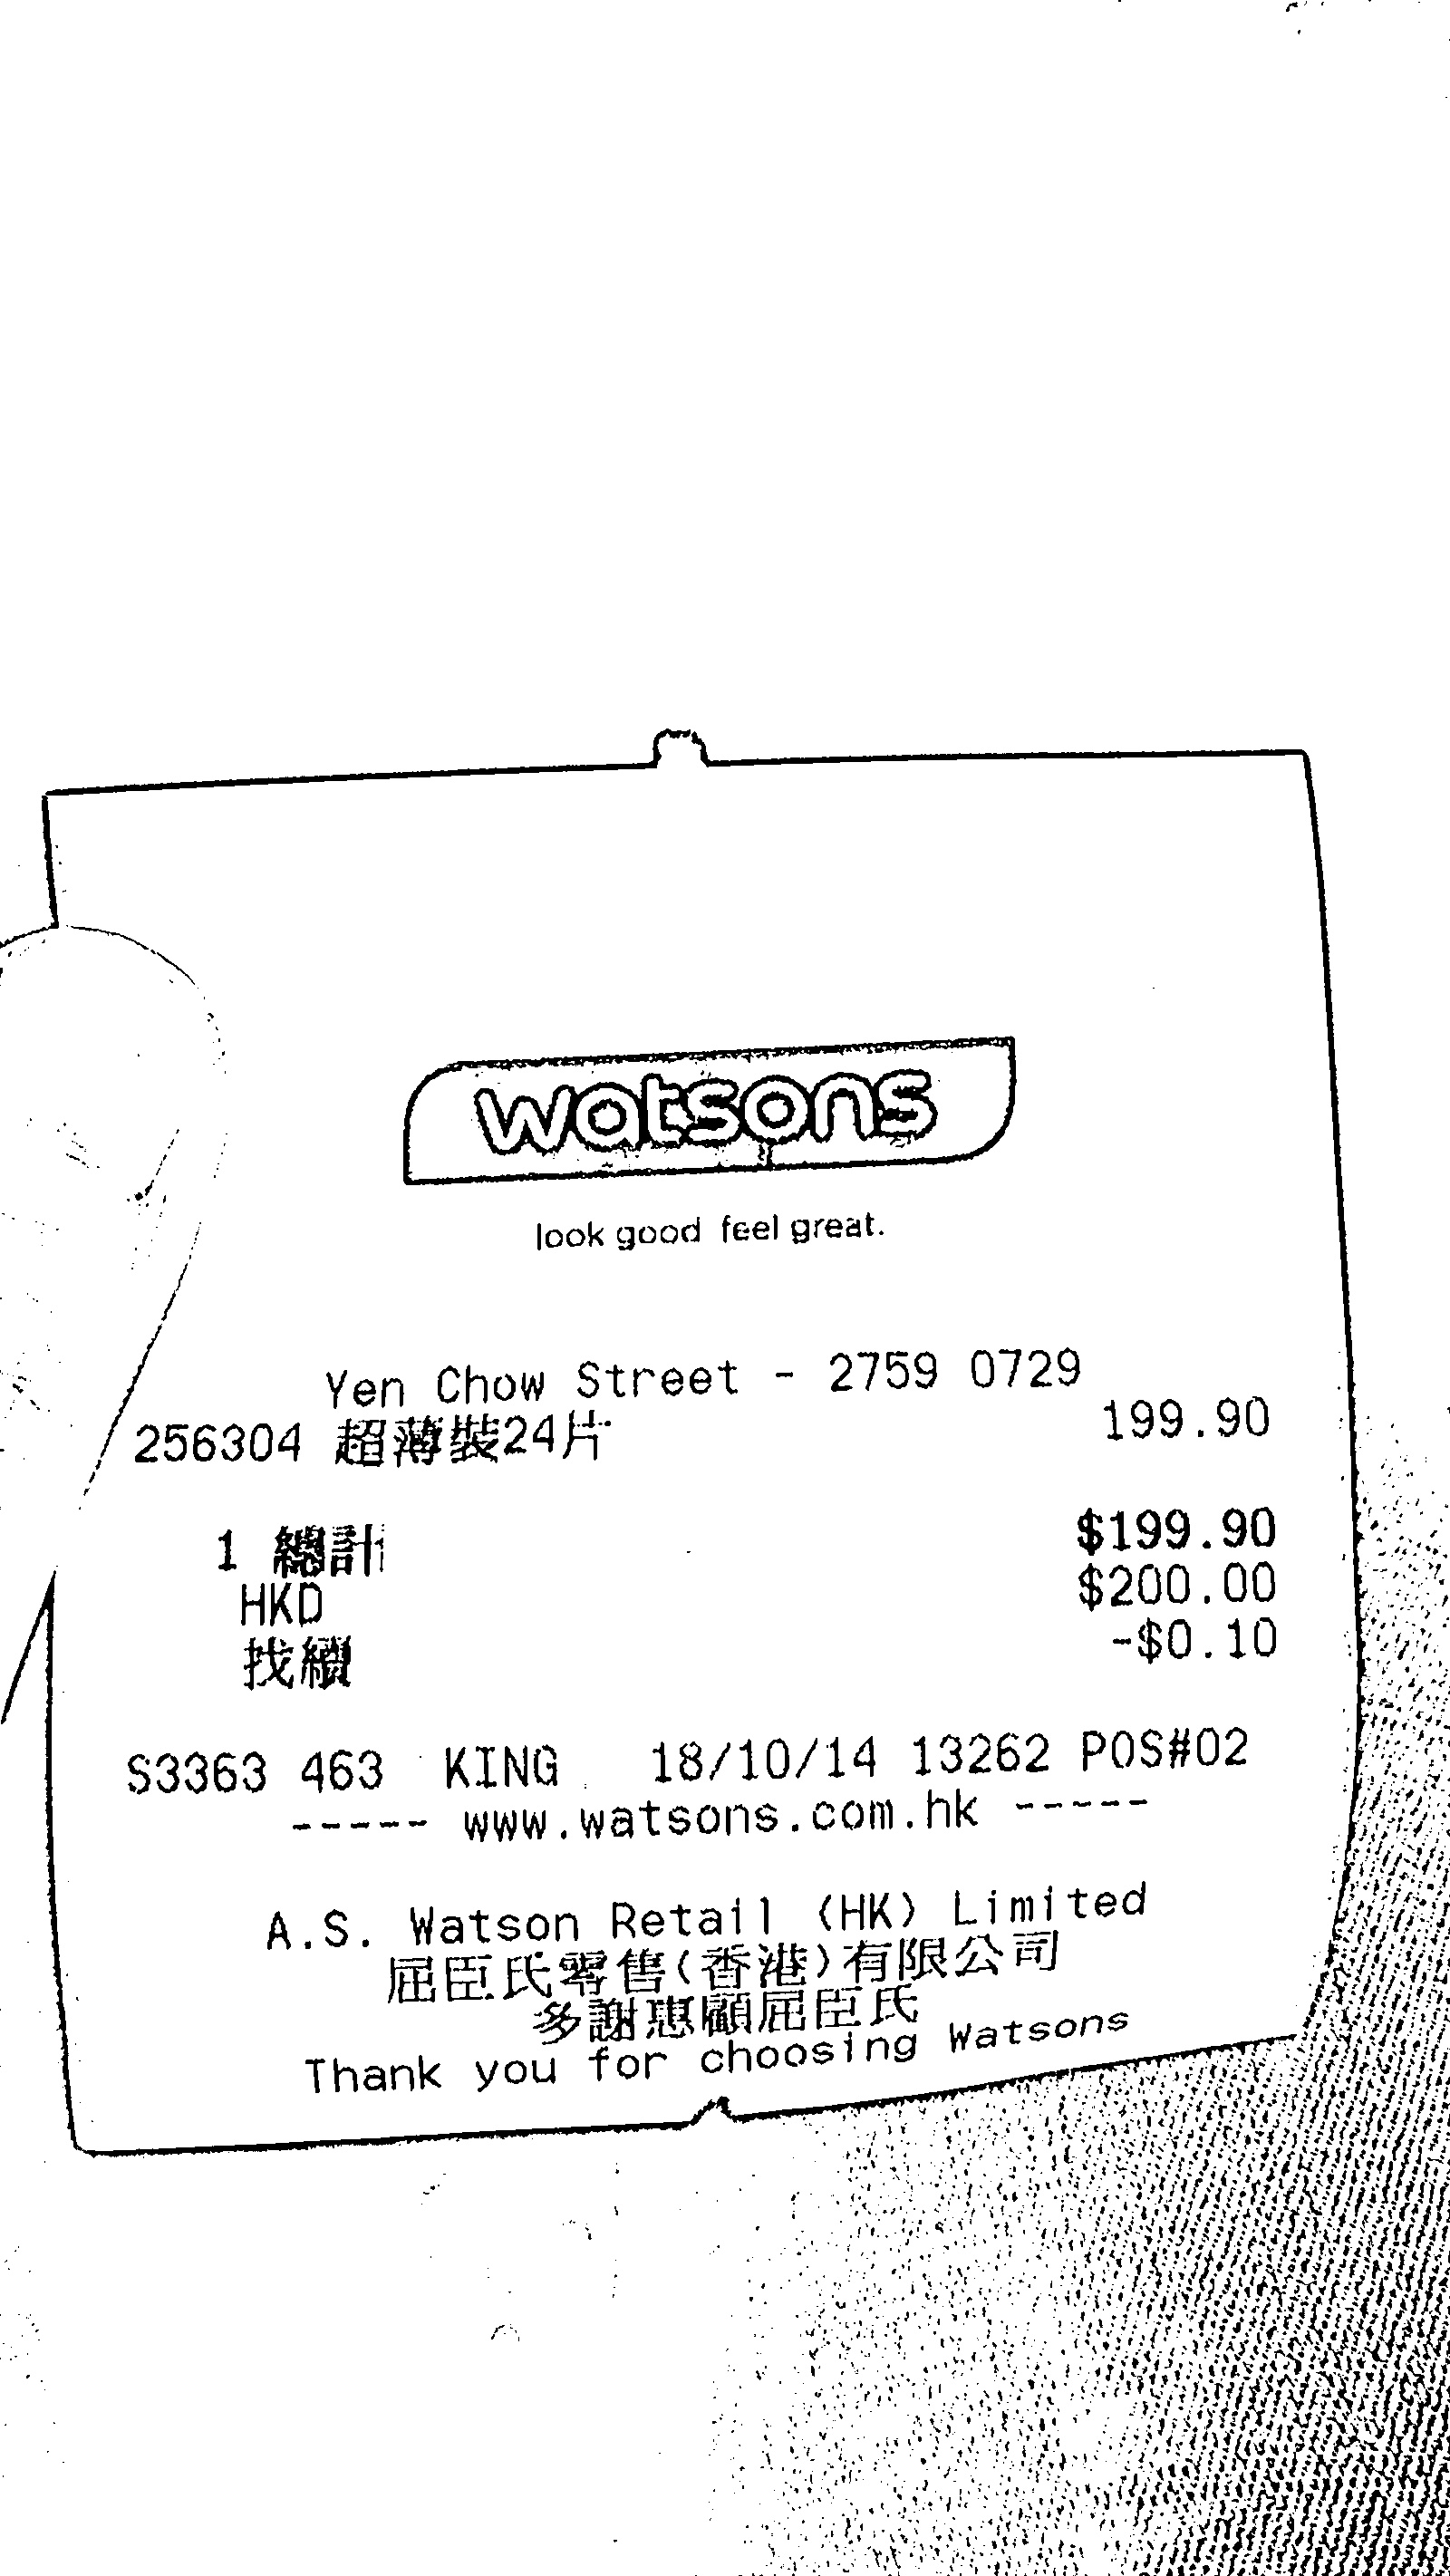 watsons
look good feel great.
Yen Chow Street - 2759 0729
256304 超薄裝24片 199.90
1 總計 $199.90
HKD $200.00
找續 -$0.10
S3363 463 KING 18/10/14 13262 POS#02
----- www.watsons.com.hk -----
A.S. Watson Retail (HK) Limited
屈臣氏零售(香港)有限公司
多謝惠顧屈臣氏
Thank you for choosing Watsons